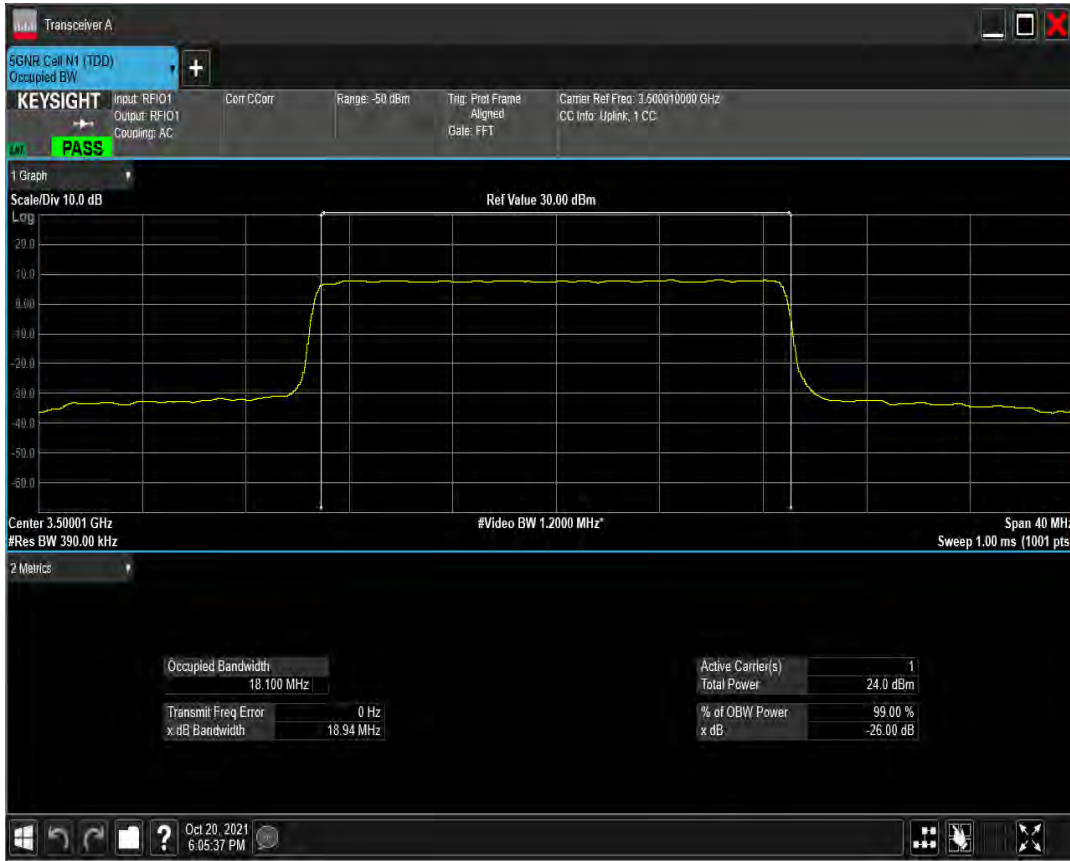 Transceiver A
5GNR Cell N1 (TDD)
Occupied BW
+
KEYSIGHT
PASS
Input: RFIO1
Output: RFIO1
Coupling: AC
Corr CCorr
Range: -50 dBm
Trig: Prot Frame
Aligned
Gate: FFT
Carrier Ref Freq: 3.500010000 GHz
CC Info: Uplink, 1 CC
1 Graph
Scale/Div 10.0 dB
Ref Value 30.00 dBm
Log
20.0
10.0
0.00
-10.0
-20.0
-30.0
-40.0
-50.0
-60.0
Center 3.50001 GHz
#Video BW 1.2000 MHz*
Span 40 MHz
#Res BW 390.00 kHz
Sweep 1.00 ms (1001 pts
2 Metrics
Occupied Bandwidth
18.100 MHz
Transmit Freq Error 0 Hz
x dB Bandwidth 18.94 MHz
Active Carrier(s) 1
Total Power 24.0 dBm
% of OBW Power 99.00 %
x dB -26.00 dB
?
Oct 20, 2021
6:05:37 PM